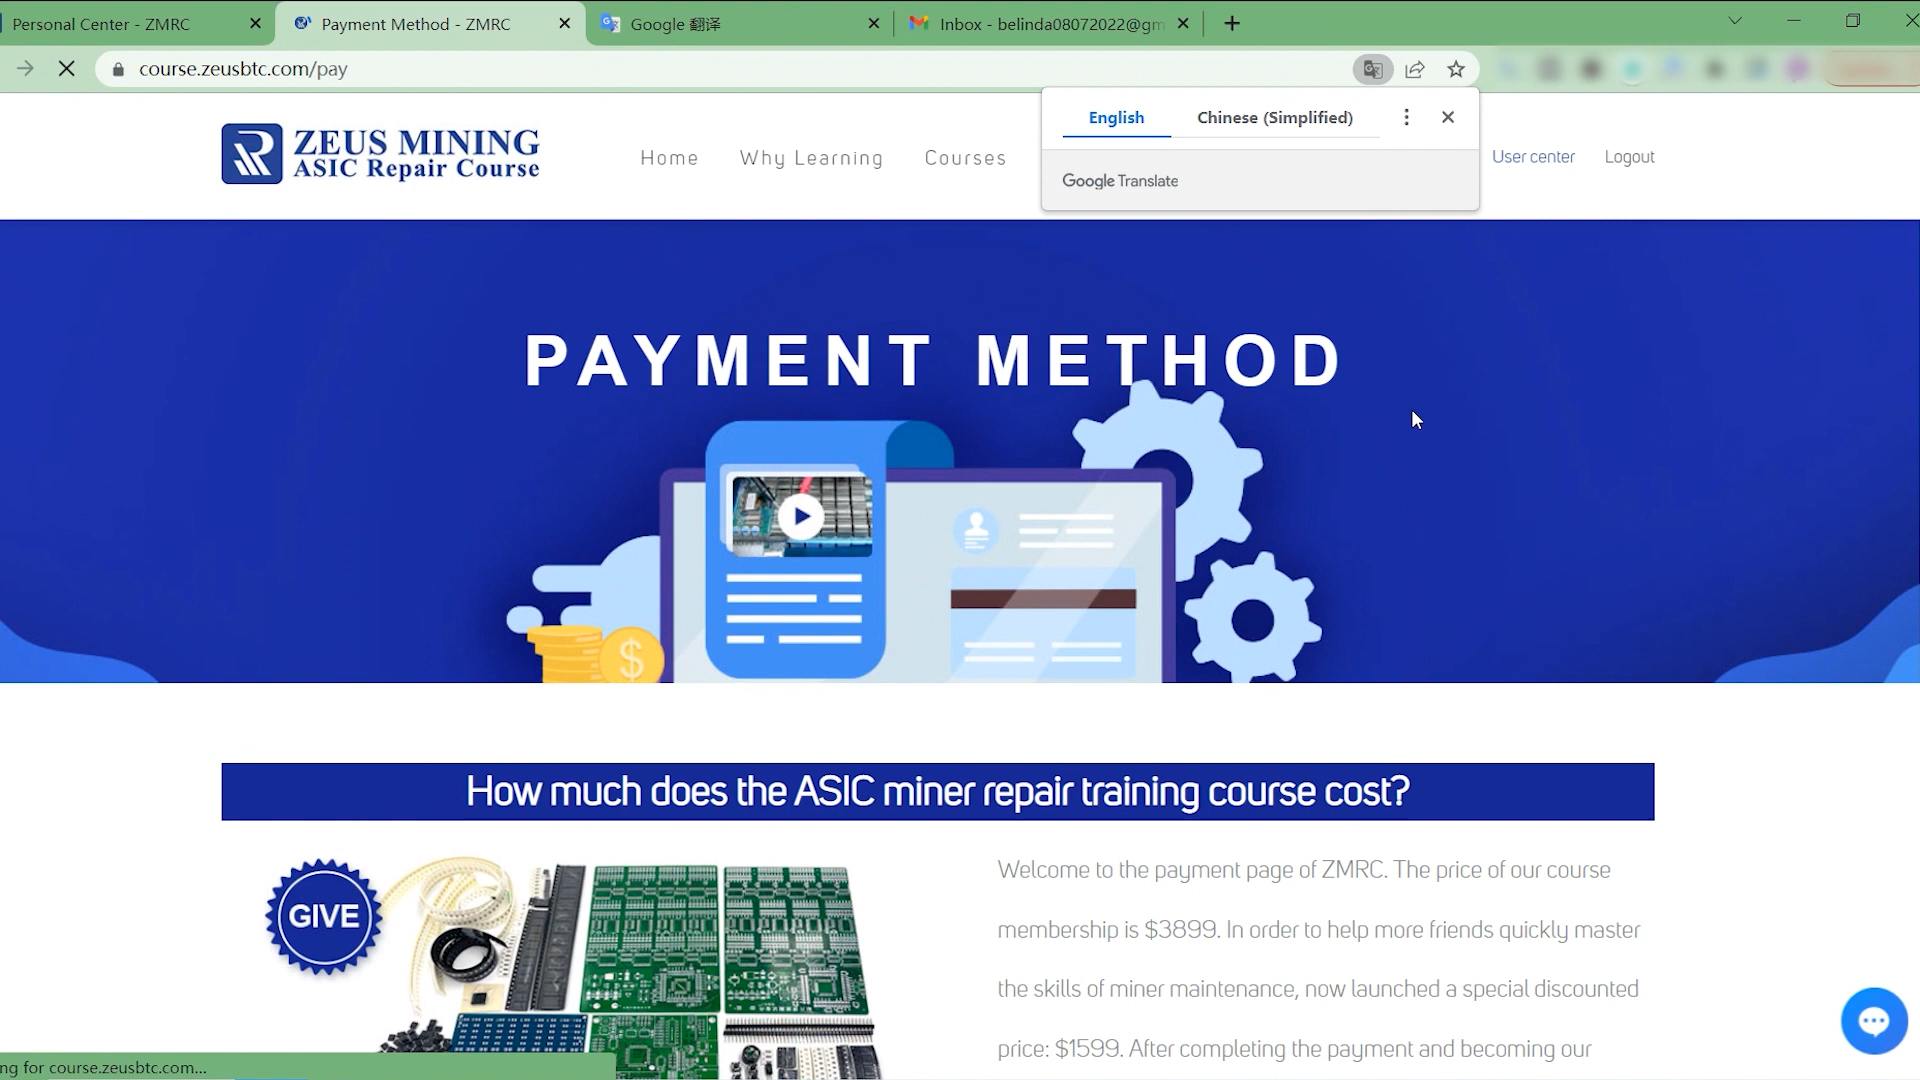 Personal Center - ZMRC
Payment Method - ZMRC
Google 翻译
Inbox - belinda08072022@gm
course.zeusbtc.com/pay
English
Chinese (Simplified)
Google Translate
ZEUS MINING
ASIC Repair Course
Home
Why Learning
Courses
User center
Logout
PAYMENT METHOD
$
How much does the ASIC miner repair training course cost?
GIVE
Welcome to the payment page of ZMRC. The price of our course
membership is $3899. In order to help more friends quickly master
the skills of miner maintenance, now launched a special discounted
price: $1599. After completing the payment and becoming our
ng for course.zeusbtc.com...